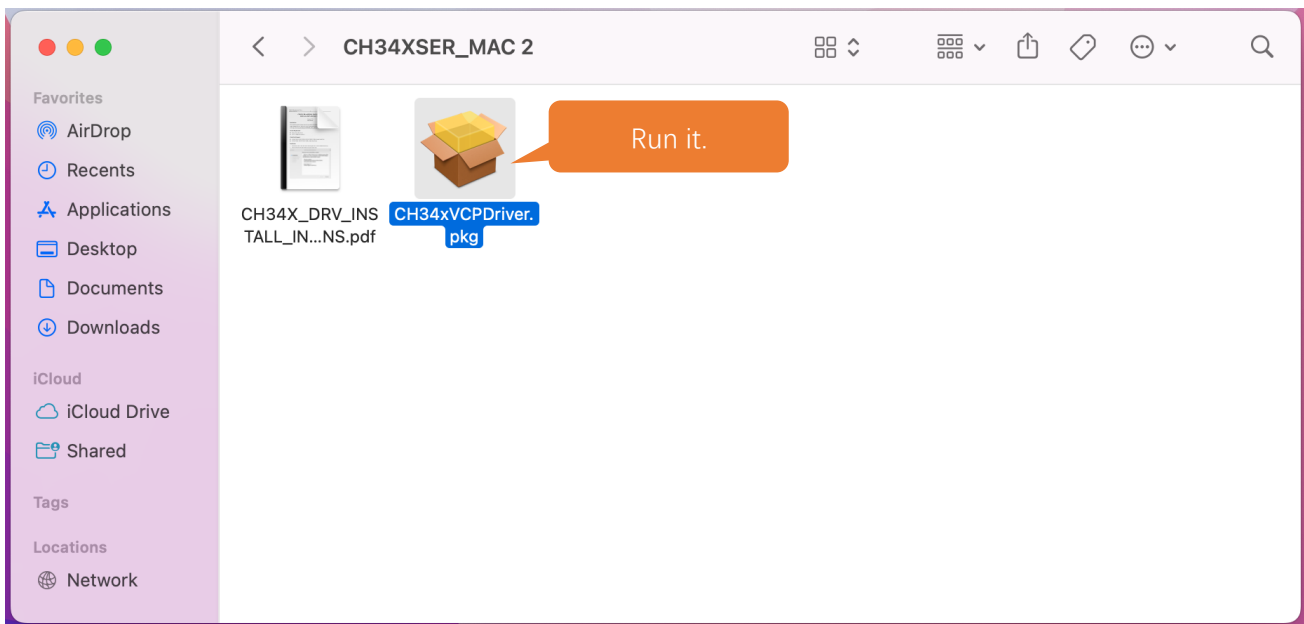 CH34XSER_MAC 2
Favorites
AirDrop
Recents
Applications
Desktop
Documents
Downloads
iCloud
iCloud Drive
Shared
Tags
Locations
Network
CH34X_DRV_INS
TALL_IN...NS.pdf
CH34xVCPDriver.
pkg
Run it.